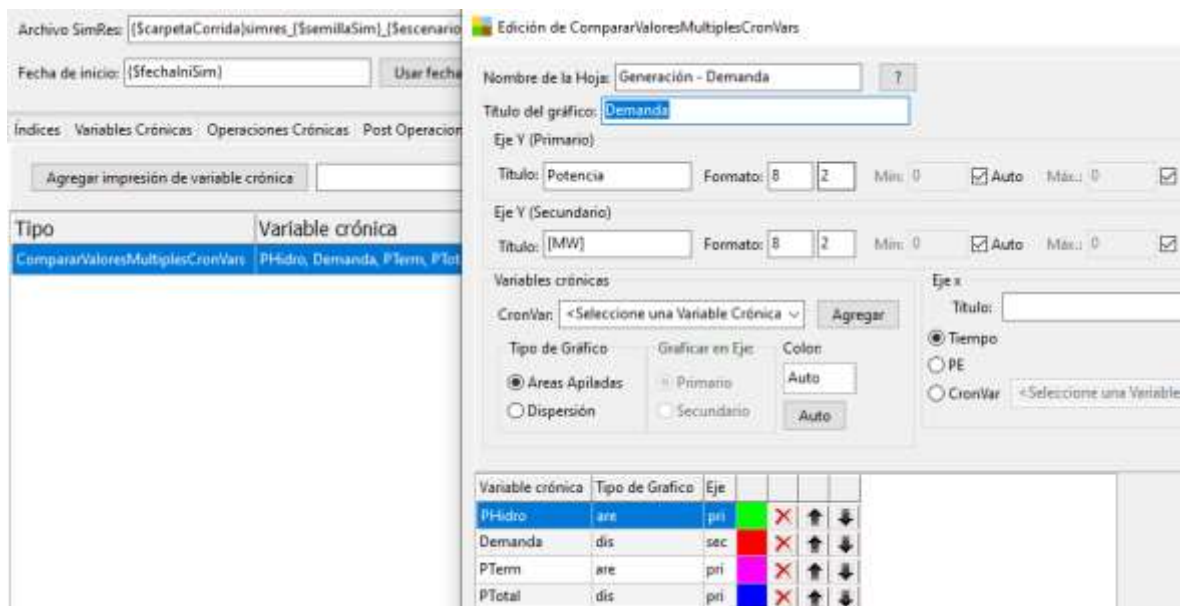 Archivo SimRes: {$carpetaCorrida}simres_{$semillaSim}_{$escenario
Fecha de inicio: {$fechaIniSim} Usar fecha
Índices Variables Crónicas Operaciones Crónicas Post Operacion
Agregar impresión de variable crónica
Tipo Variable crónica
CompararValoresMultiplesCronVars PHidro, Demanda, PTerm, PTot
Edición de CompararValoresMultiplesCronVars
Nombre de la Hoja: Generación - Demanda ?
Título del gráfico: Demanda
Eje Y (Primario)
Título: Potencia Formato: 8 2 Mín: 0 Auto Máx.: 0
Eje Y (Secundario)
Título: [MW] Formato: 8 2 Mín: 0 Auto Máx.: 0
Variables crónicas
CronVar: <Seleccione una Variable Crónica Agregar
Tipo de Gráfico Graficar en Eje: Color:
Areas Apiladas Primario Auto
Dispersión Secundario Auto
Eje x
Título:
Tiempo
PE
CronVar <Seleccione una Variable
Variable crónica Tipo de Grafico Eje
PHidro are pri
Demanda dis sec
PTerm are pri
PTotal dis pri